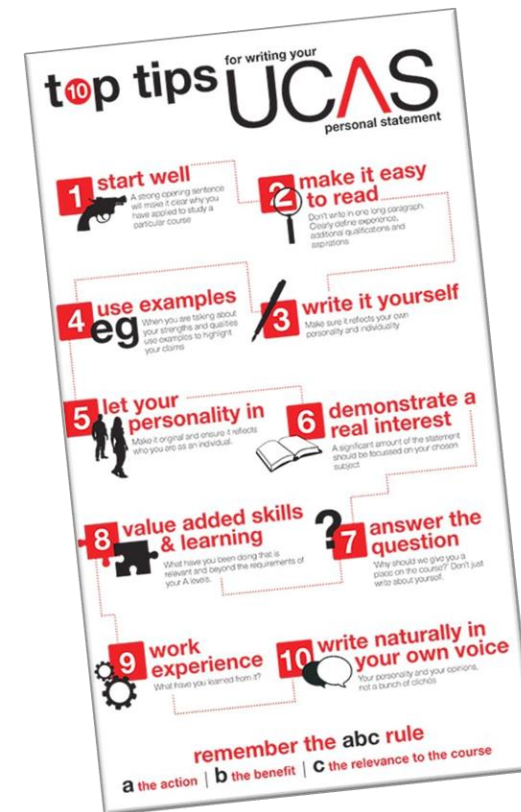 top tips
10
for writing your
UCAS
personal statement
1
start well
A strong opening sentence
will make it clear why you
have applied to study a
particular course
2
make it easy
to read
Don't write in one long paragraph.
Clearly define experience,
additional qualifications and
aspirations
3
write it yourself
Make sure it reflects your own
personality and individuality
4
use examples
eg
When you are talking about
your strengths and qualities
use examples to highlight
your claims
5
let your
personality in
Make it original and ensure it reflects
who you are as an individual.
6
demonstrate a
real interest
A significant amount of the statement
should be focussed on your chosen
subject
?
7
answer the
question
Why should we give you a
place on the course? Don't just
write about yourself.
8
value added skills
& learning
What have you been doing that is
relevant and beyond the requirements of
your A levels.
9
work
experience
What have you learned from it?
10
write naturally in
your own voice
Your personality and your opinions,
not a bunch of clichés
remember the abc rule
a the action | b the benefit | c the relevance to the course